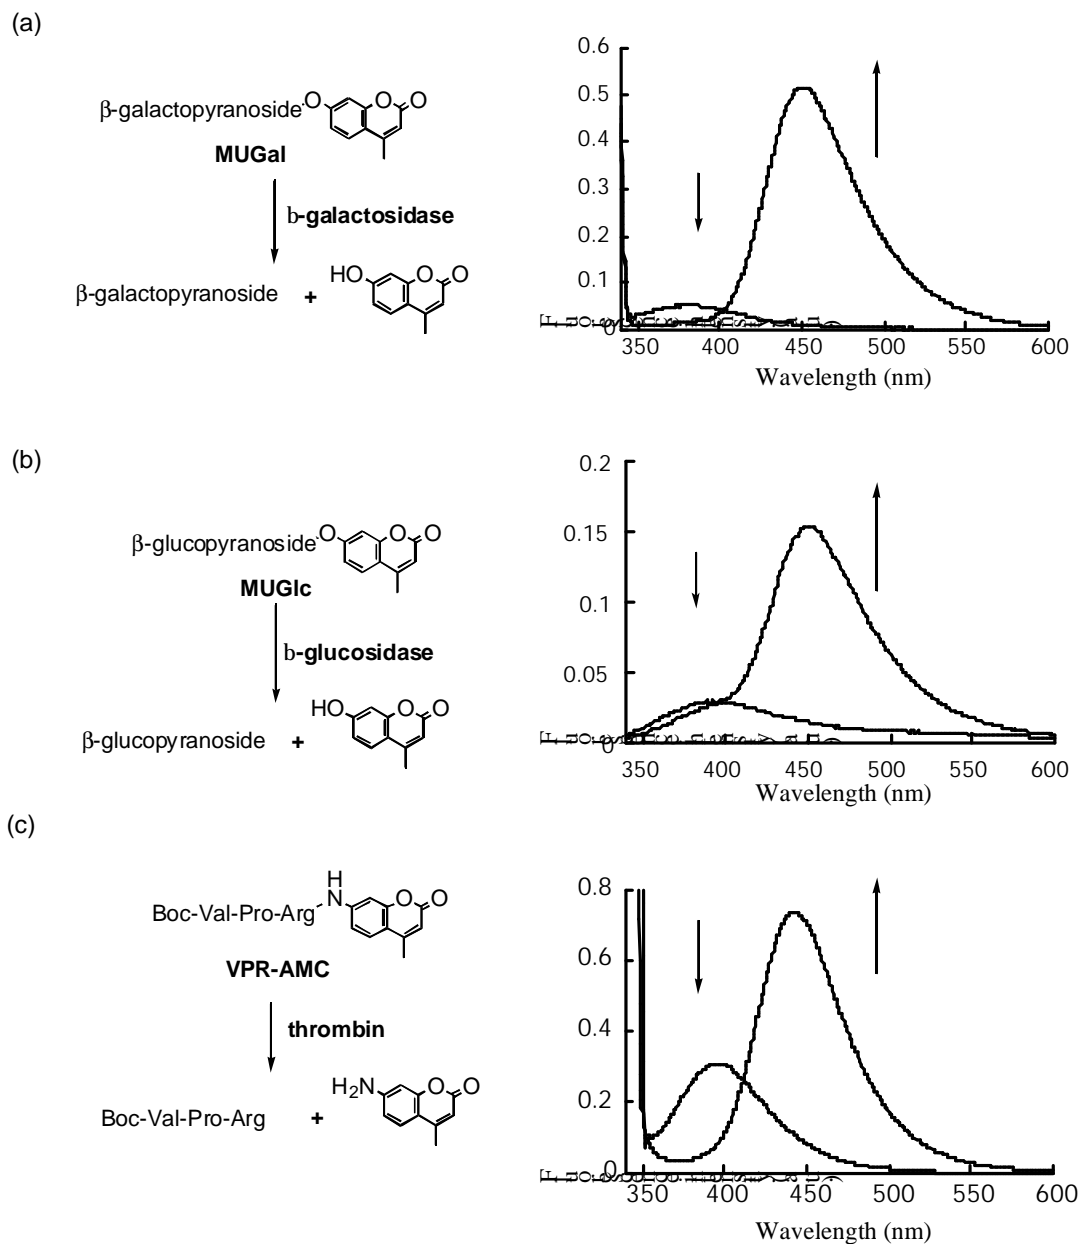 (a)
β-galactopyranoside
O
O
O
MUGal
b-galactosidase
β-galactopyranoside
+
HO
O
O
0.6
0.5
0.4
0.3
0.2
0.1
0
350 400 450 500 550 600
Wavelength (nm)
(b)
β-glucopyranoside
O
O
O
MUGlc
b-glucosidase
β-glucopyranoside
+
HO
O
O
0.2
0.15
0.1
0.05
0
350 400 450 500 550 600
Wavelength (nm)
(c)
Boc-Val-Pro-Arg
H
N
O
O
VPR-AMC
thrombin
Boc-Val-Pro-Arg
+
H2N
O
O
0.8
0.6
0.4
0.2
0
350 400 450 500 550 600
Wavelength (nm)